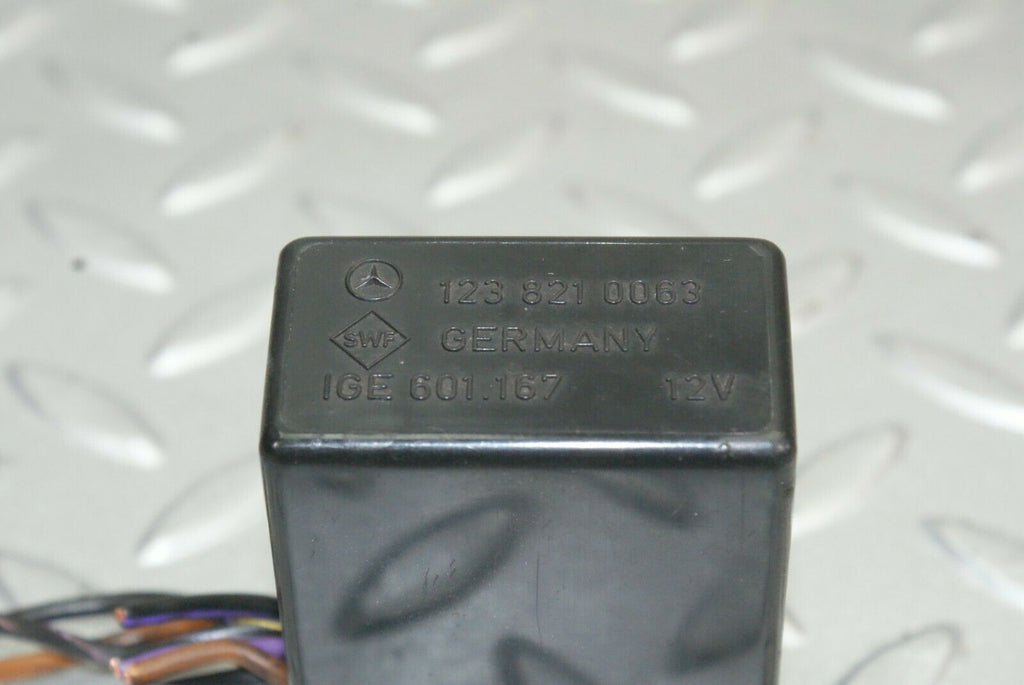 123 821 0063
SWF GERMANY
IGE 601.167 12V